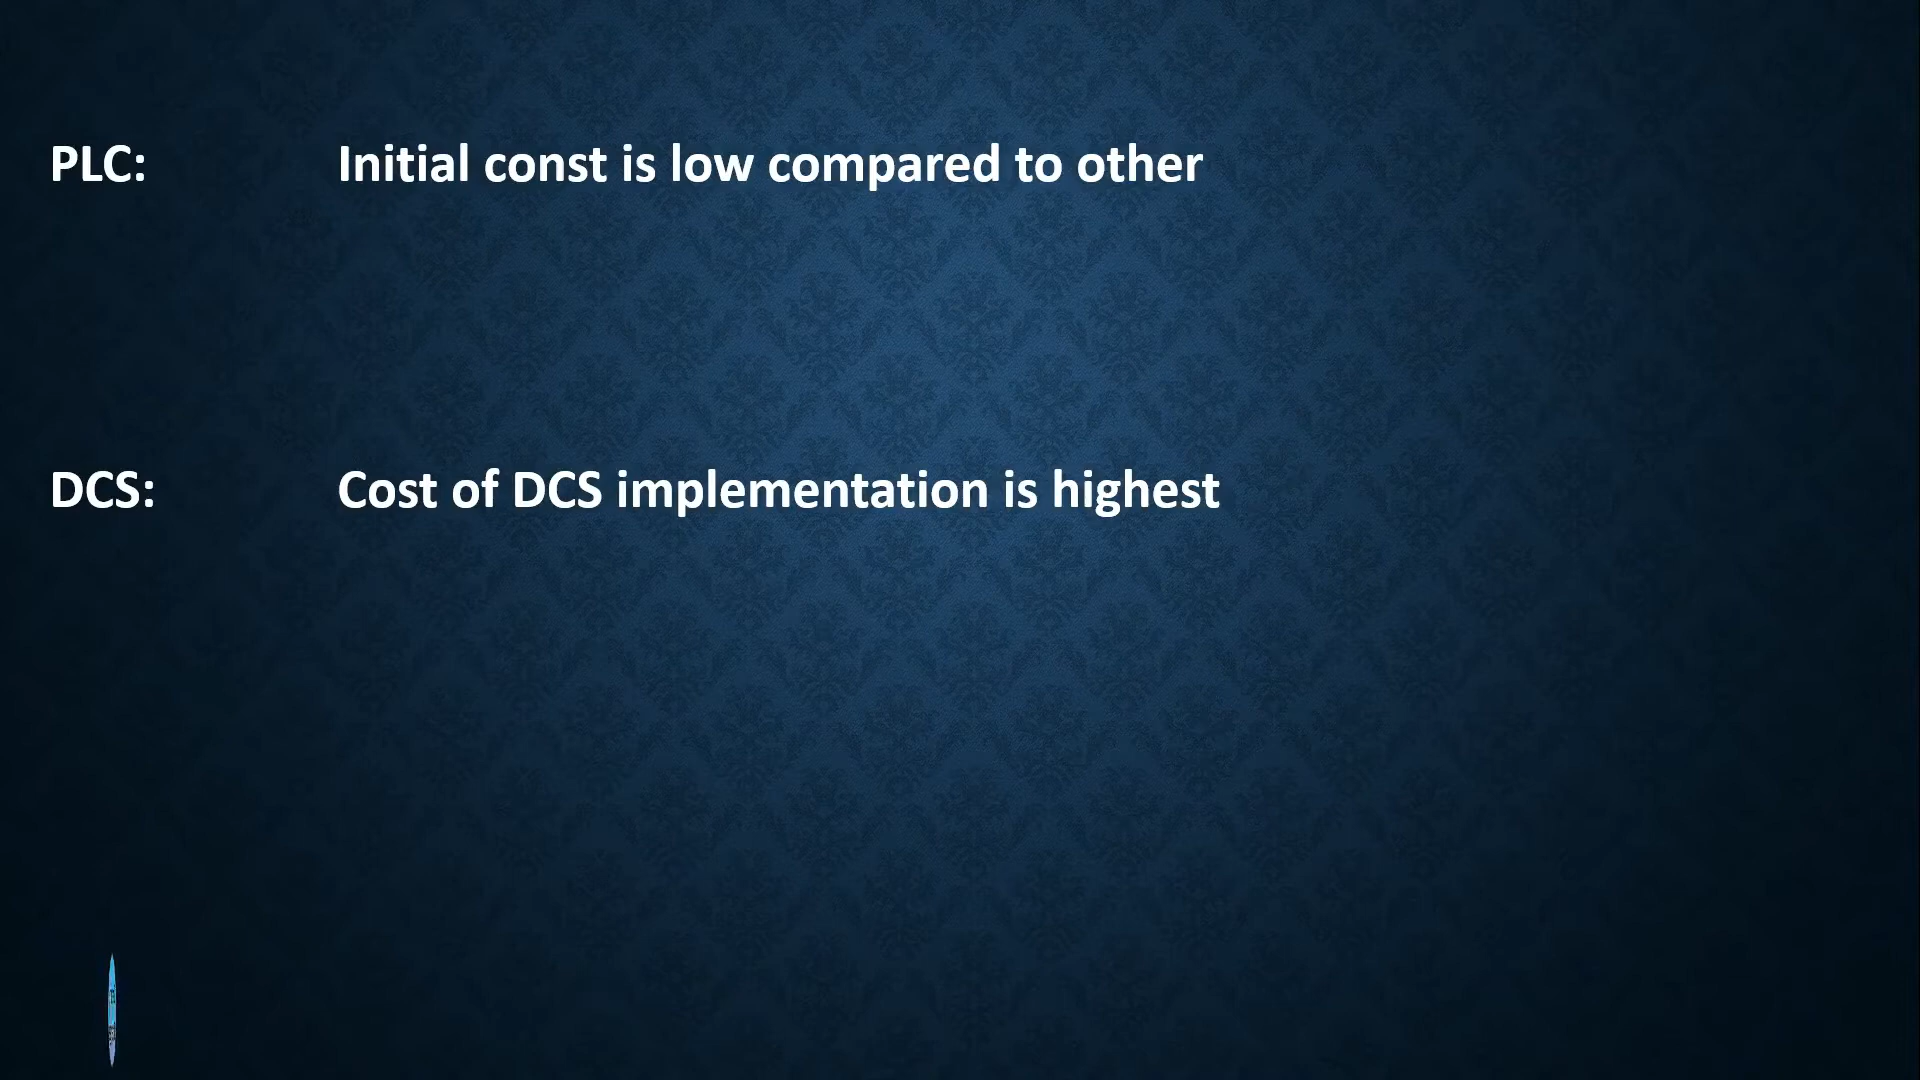 PLC: Initial const is low compared to other
DCS: Cost of DCS implementation is highest